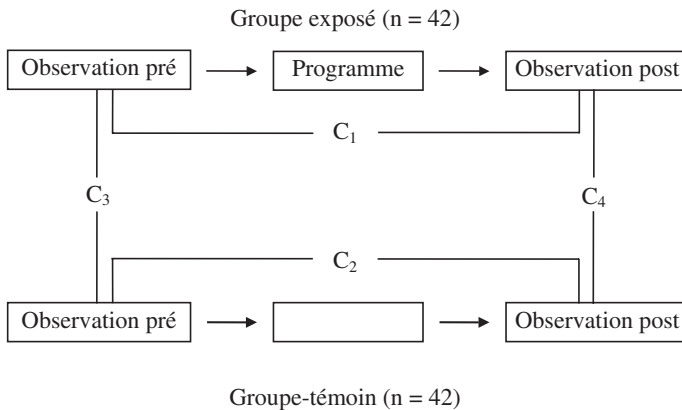 Groupe exposé (n = 42)
Observation pré
Programme
Observation post
C₁
C₃
C₄
C₂
Observation pré
Observation post
Groupe-témoin (n = 42)